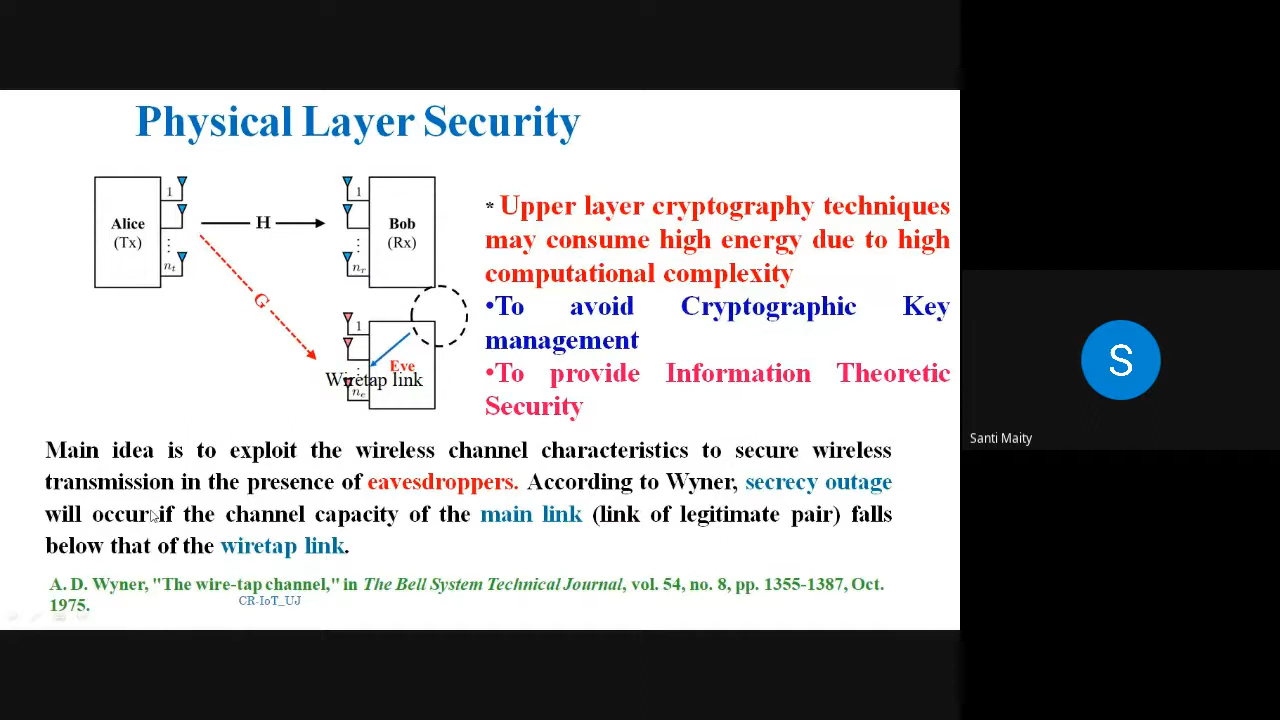 Physical Layer Security
Alice
(Tx)
1
⋮
nt
H
G
1
⋮
nr
Bob
(Rx)
1
⋮
ne
Eve
Wiretap link
* Upper layer cryptography techniques
may consume high energy due to high
computational complexity
•To avoid Cryptographic Key
management
•To provide Information Theoretic
Security
Main idea is to exploit the wireless channel characteristics to secure wireless
transmission in the presence of eavesdroppers. According to Wyner, secrecy outage
will occur if the channel capacity of the main link (link of legitimate pair) falls
below that of the wiretap link.
A. D. Wyner, "The wire-tap channel," in The Bell System Technical Journal, vol. 54, no. 8, pp. 1355-1387, Oct.
1975.
CR-IoT_UJ
S
Santi Maity